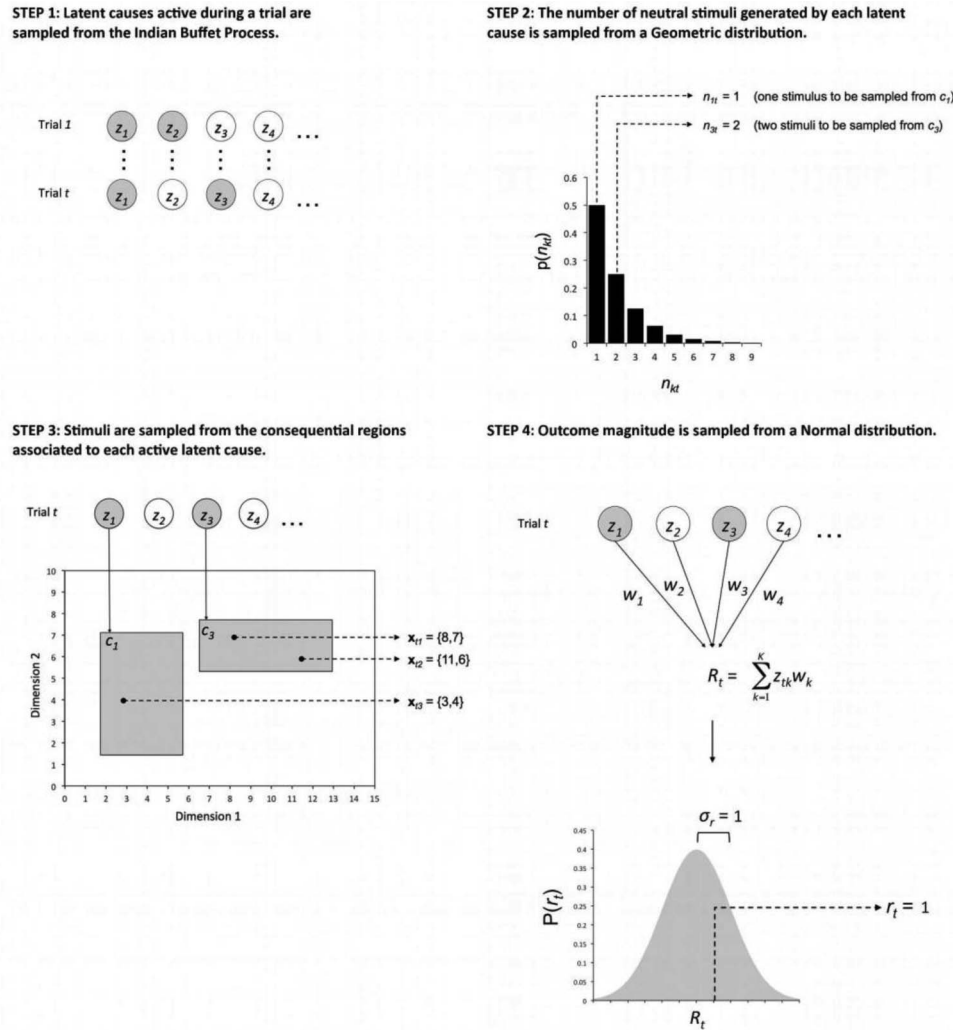 STEP 1: Latent causes active during a trial are
sampled from the Indian Buffet Process.
Trial 1 z1 z2 z3 z4 ...
Trial t z1 z2 z3 z4 ...
STEP 2: The number of neutral stimuli generated by each latent
cause is sampled from a Geometric distribution.
n1t = 1 (one stimulus to be sampled from c1)
n3t = 2 (two stimuli to be sampled from c3)
0.6
0.5
0.4
0.3
0.2
0.1
0
p(nkt)
1 2 3 4 5 6 7 8 9
nkt
STEP 3: Stimuli are sampled from the consequential regions
associated to each active latent cause.
Trial t z1 z2 z3 z4 ...
10
9
8
7
6
5
4
3
2
1
0
Dimension 2
c1
c3
xt1 = {8,7}
xt2 = {11,6}
xt3 = {3,4}
0 1 2 3 4 5 6 7 8 9 10 11 12 13 14 15
Dimension 1
STEP 4: Outcome magnitude is sampled from a Normal distribution.
Trial t z1 z2 z3 z4 ...
w1 w2 w3 w4
Rt = ∑k=1K ztkwk
σr = 1
0.45
0.4
0.35
0.3
0.25
0.2
0.15
0.1
0.05
0
P(rt)
rt = 1
Rt